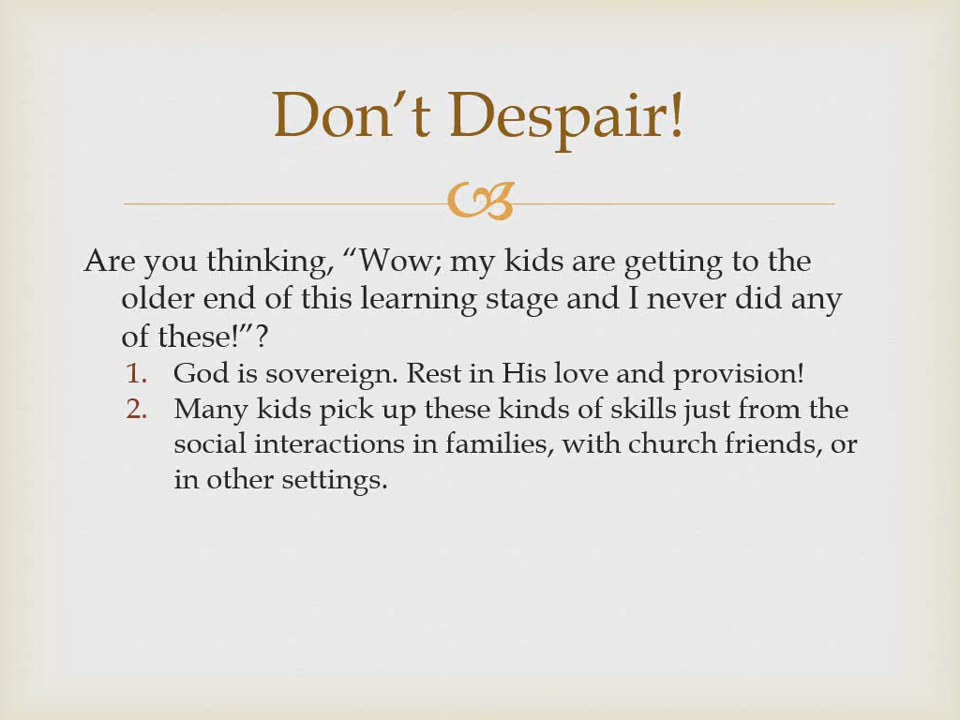 Don’t Despair!
Are you thinking, “Wow; my kids are getting to the
older end of this learning stage and I never did any
of these!”?
1. God is sovereign. Rest in His love and provision!
2. Many kids pick up these kinds of skills just from the
social interactions in families, with church friends, or
in other settings.